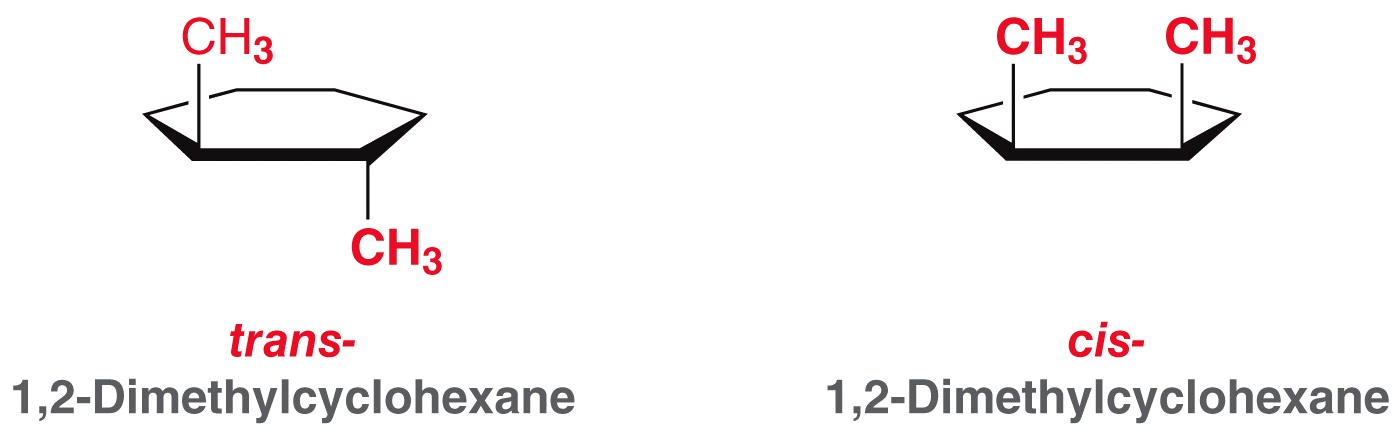 CH3
CH3
trans-
1,2-Dimethylcyclohexane
CH3 CH3
cis-
1,2-Dimethylcyclohexane